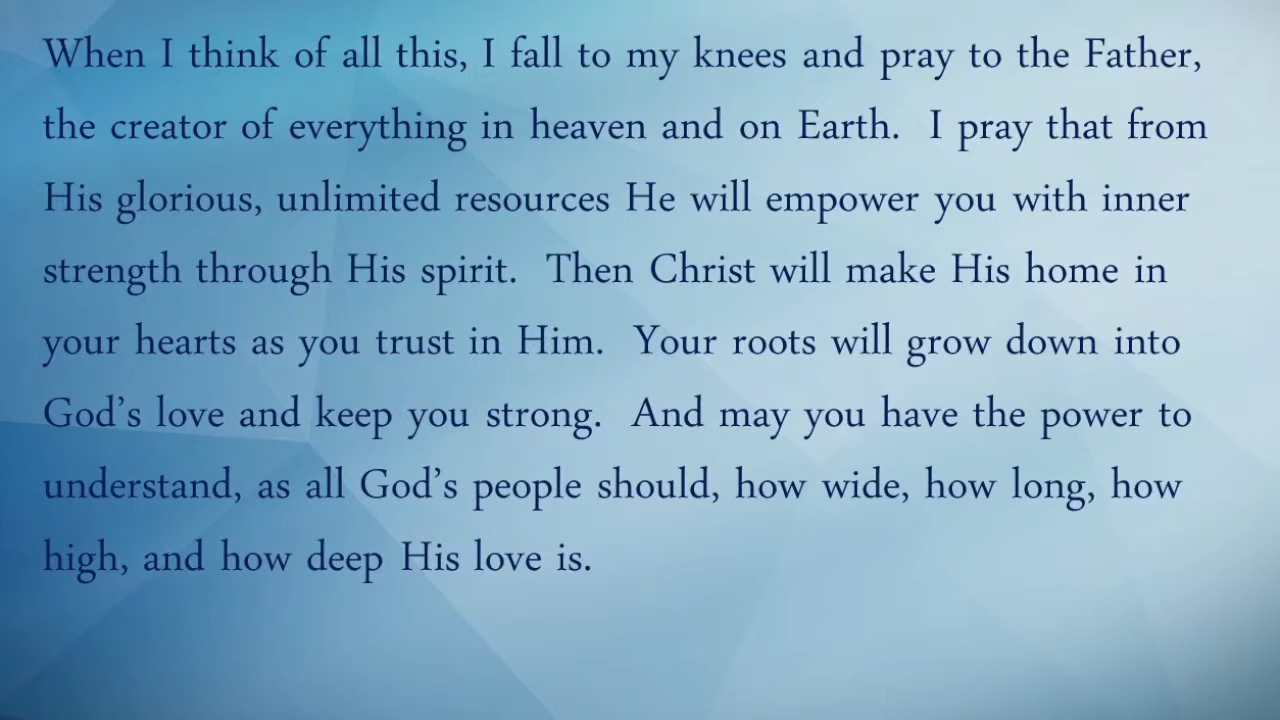 When I think of all this, I fall to my knees and pray to the Father,
the creator of everything in heaven and on Earth.  I pray that from
His glorious, unlimited resources He will empower you with inner
strength through His spirit.  Then Christ will make His home in
your hearts as you trust in Him.  Your roots will grow down into
God’s love and keep you strong.  And may you have the power to
understand, as all God’s people should, how wide, how long, how
high, and how deep His love is.